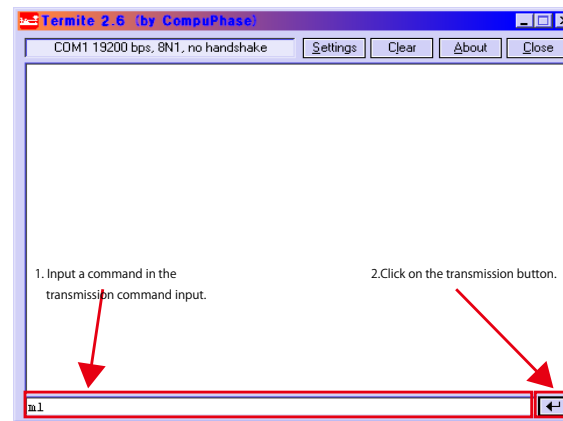 Termite 2.6 (by CompuPhase)
COM1 19200 bps, 8N1, no handshake Settings Clear About Close
1. Input a command in the
transmission command input.
2.Click on the transmission button.
m1